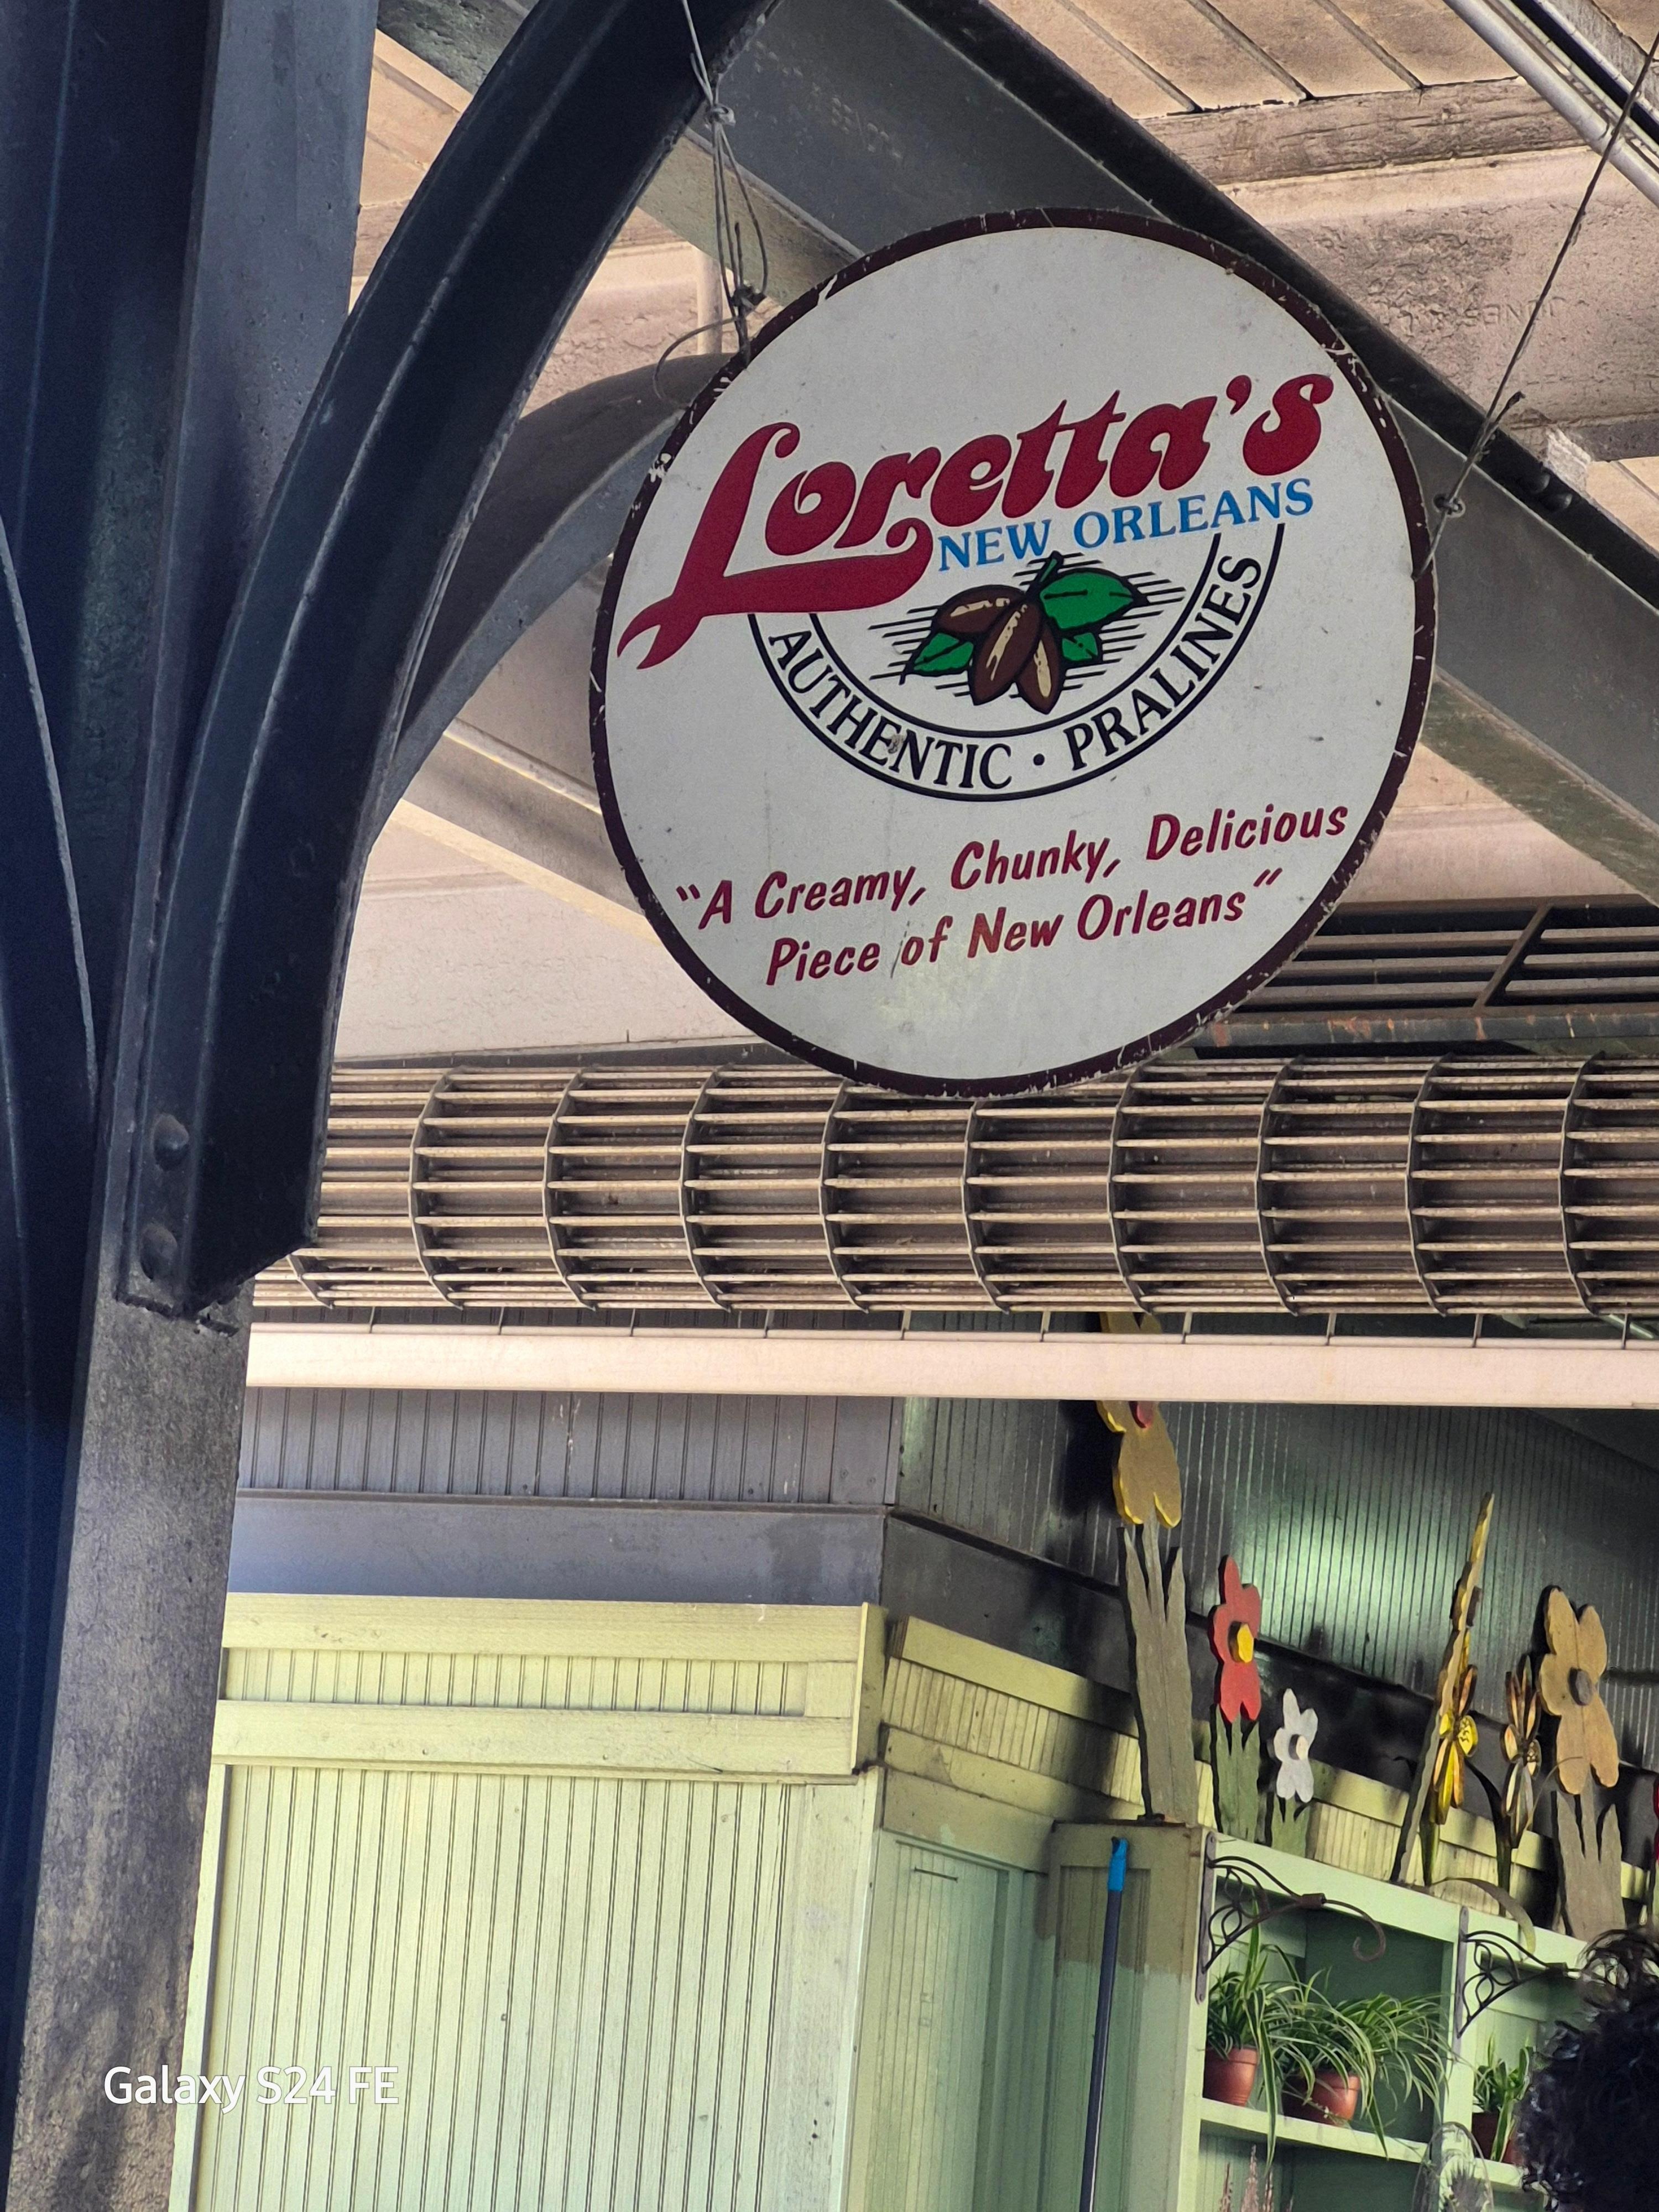 Loretta's
NEW ORLEANS
AUTHENTIC · PRALINES
"A Creamy, Chunky, Delicious
Piece of New Orleans"
Galaxy S24 FE